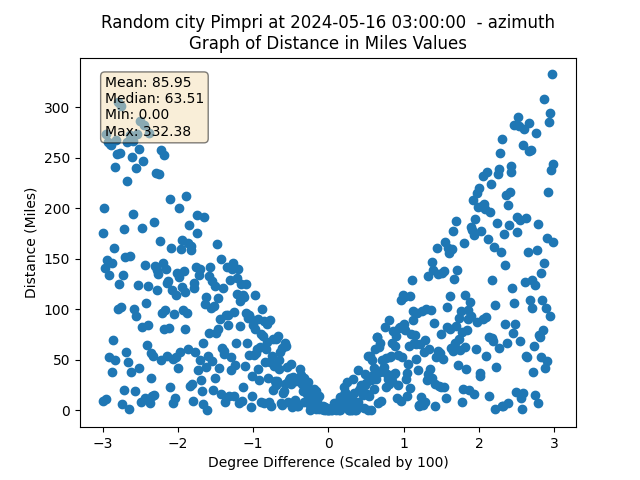 Random city Pimpri at 2024-05-16 03:00:00  - azimuth
Graph of Distance in Miles Values
Mean: 85.95
Median: 63.51
Min: 0.00
Max: 332.38
300
250
200
150
100
50
0
Distance (Miles)
−3 −2 −1 0 1 2 3
Degree Difference (Scaled by 100)